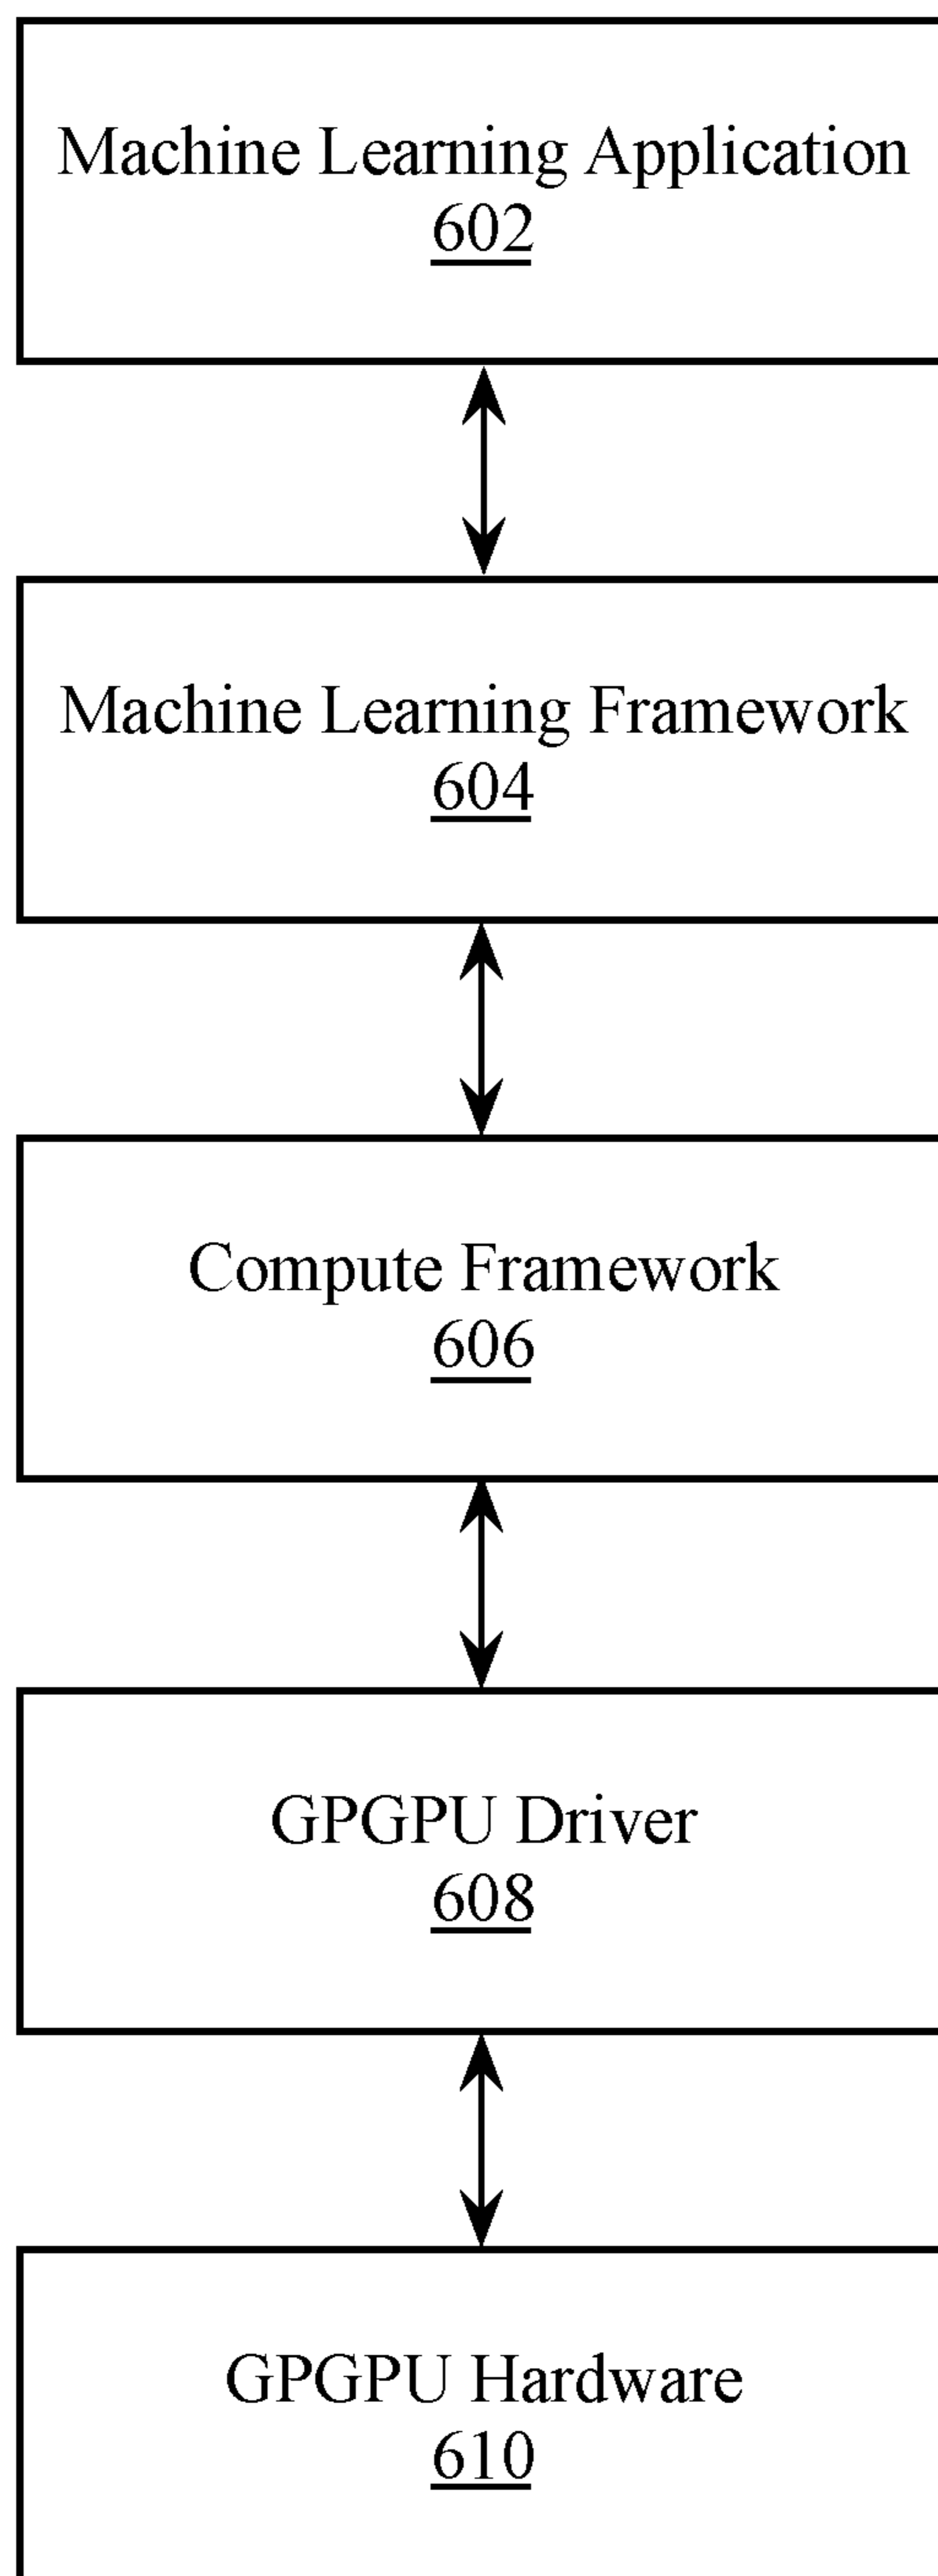 Machine Learning Application
602
Machine Learning Framework
604
Compute Framework
606
GPGPU Driver
608
GPGPU Hardware
610